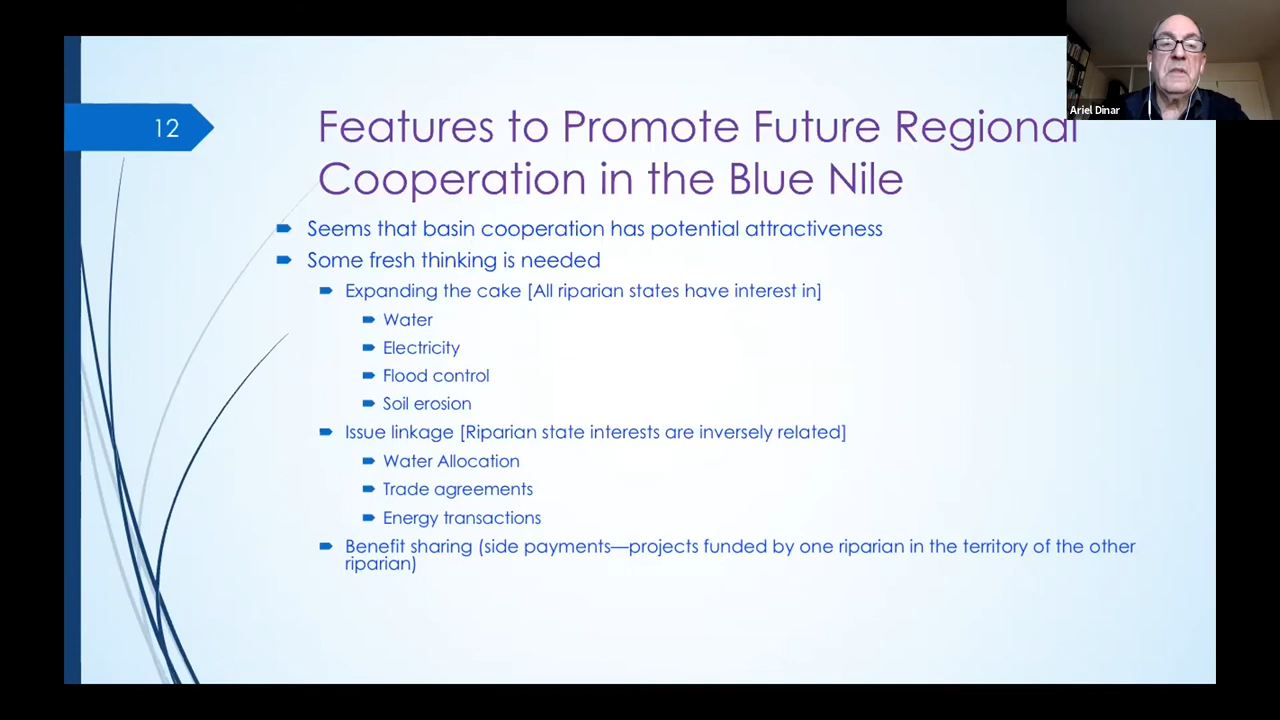 Ariel Dinar
12
Features to Promote Future Regional
Cooperation in the Blue Nile
Seems that basin cooperation has potential attractiveness
Some fresh thinking is needed
Expanding the cake [All riparian states have interest in]
Water
Electricity
Flood control
Soil erosion
Issue linkage [Riparian state interests are inversely related]
Water Allocation
Trade agreements
Energy transactions
Benefit sharing (side payments—projects funded by one riparian in the territory of the other
riparian)